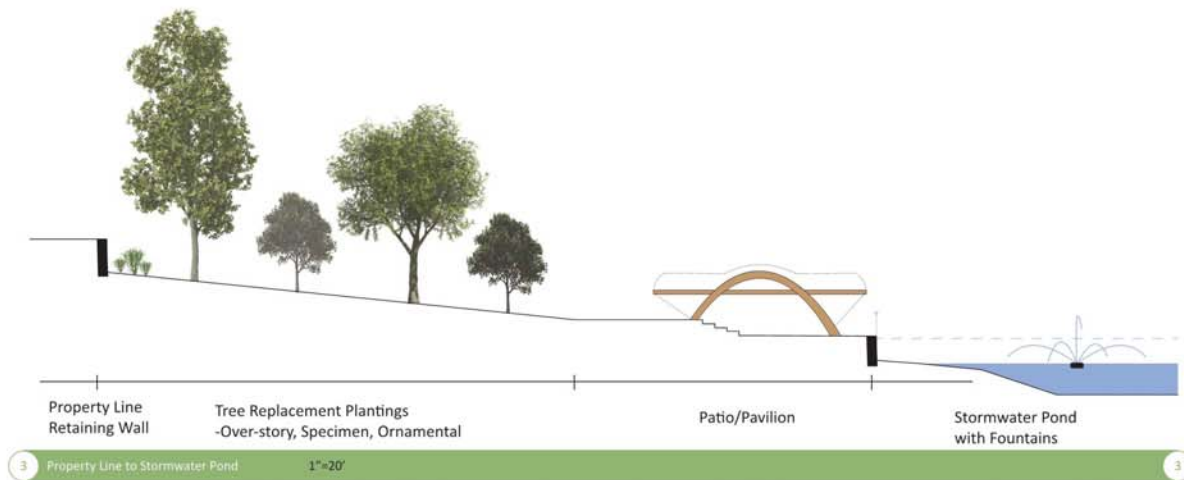 Property Line
Retaining Wall
Tree Replacement Plantings
-Over-story, Specimen, Ornamental
Patio/Pavilion
Stormwater Pond
with Fountains
3 Property Line to Stormwater Pond 1"=20' 3